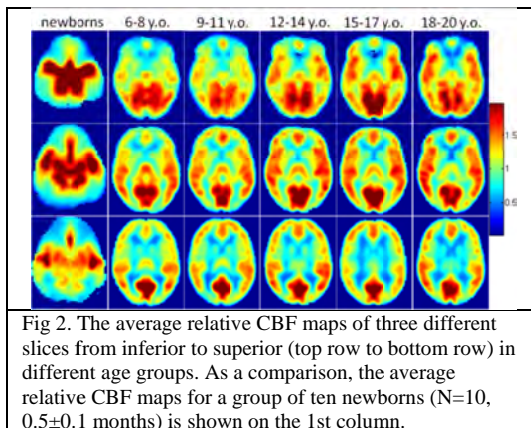 newborns 6-8 y.o. 9-11 y.o. 12-14 y.o. 15-17 y.o. 18-20 y.o.
1.5
1
0.5
Fig 2. The average relative CBF maps of three different
slices from inferior to superior (top row to bottom row) in
different age groups. As a comparison, the average
relative CBF maps for a group of ten newborns (N=10,
0.5±0.1 months) is shown on the 1st column.